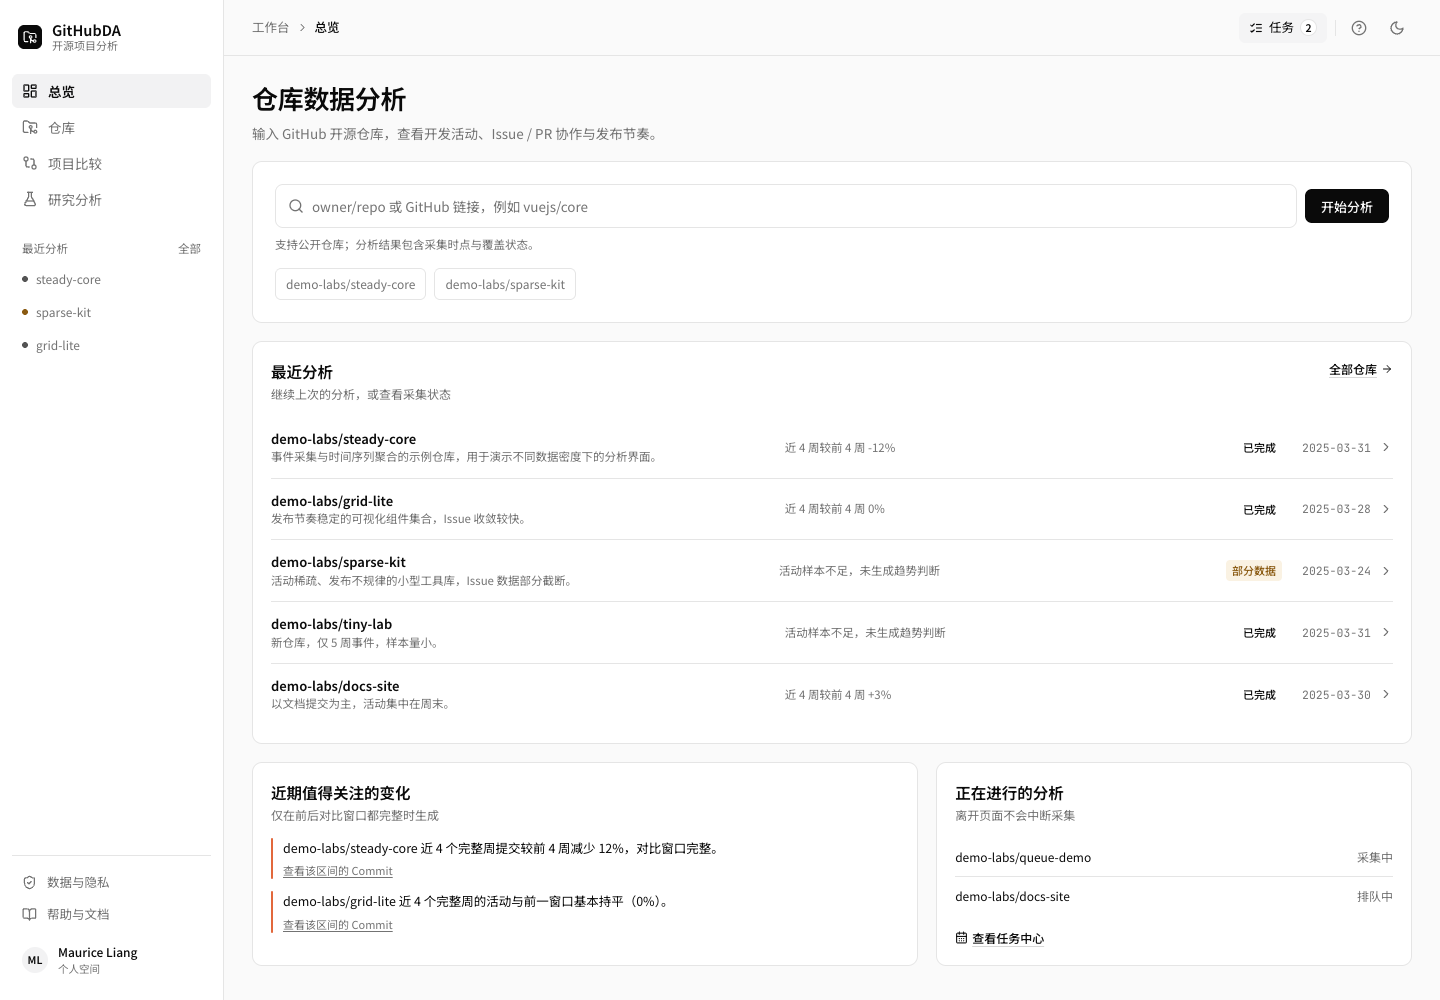 GitHubDA
开源项目分析
总览
仓库
项目比较
研究分析
最近分析 全部
steady-core
sparse-kit
grid-lite
数据与隐私
帮助与文档
ML
Maurice Liang
个人空间
工作台 总览
任务 2
仓库数据分析
输入 GitHub 开源仓库，查看开发活动、Issue / PR 协作与发布节奏。
owner/repo 或 GitHub 链接，例如 vuejs/core
开始分析
支持公开仓库；分析结果包含采集时点与覆盖状态。
demo-labs/steady-core demo-labs/sparse-kit
最近分析
全部仓库
继续上次的分析，或查看采集状态
demo-labs/steady-core
事件采集与时间序列聚合的示例仓库，用于演示不同数据密度下的分析界面。
近 4 周较前 4 周 -12% 已完成 2025-03-31
demo-labs/grid-lite
发布节奏稳定的可视化组件集合，Issue 收敛较快。
近 4 周较前 4 周 0% 已完成 2025-03-28
demo-labs/sparse-kit
活动稀疏、发布不规律的小型工具库，Issue 数据部分截断。
活动样本不足，未生成趋势判断 部分数据 2025-03-24
demo-labs/tiny-lab
新仓库，仅 5 周事件，样本量小。
活动样本不足，未生成趋势判断 已完成 2025-03-31
demo-labs/docs-site
以文档提交为主，活动集中在周末。
近 4 周较前 4 周 +3% 已完成 2025-03-30
近期值得关注的变化
仅在前后对比窗口都完整时生成
demo-labs/steady-core 近 4 个完整周提交较前 4 周减少 12%，对比窗口完整。
查看该区间的 Commit
demo-labs/grid-lite 近 4 个完整周的活动与前一窗口基本持平（0%）。
查看该区间的 Commit
正在进行的分析
离开页面不会中断采集
demo-labs/queue-demo 采集中
demo-labs/docs-site 排队中
查看任务中心